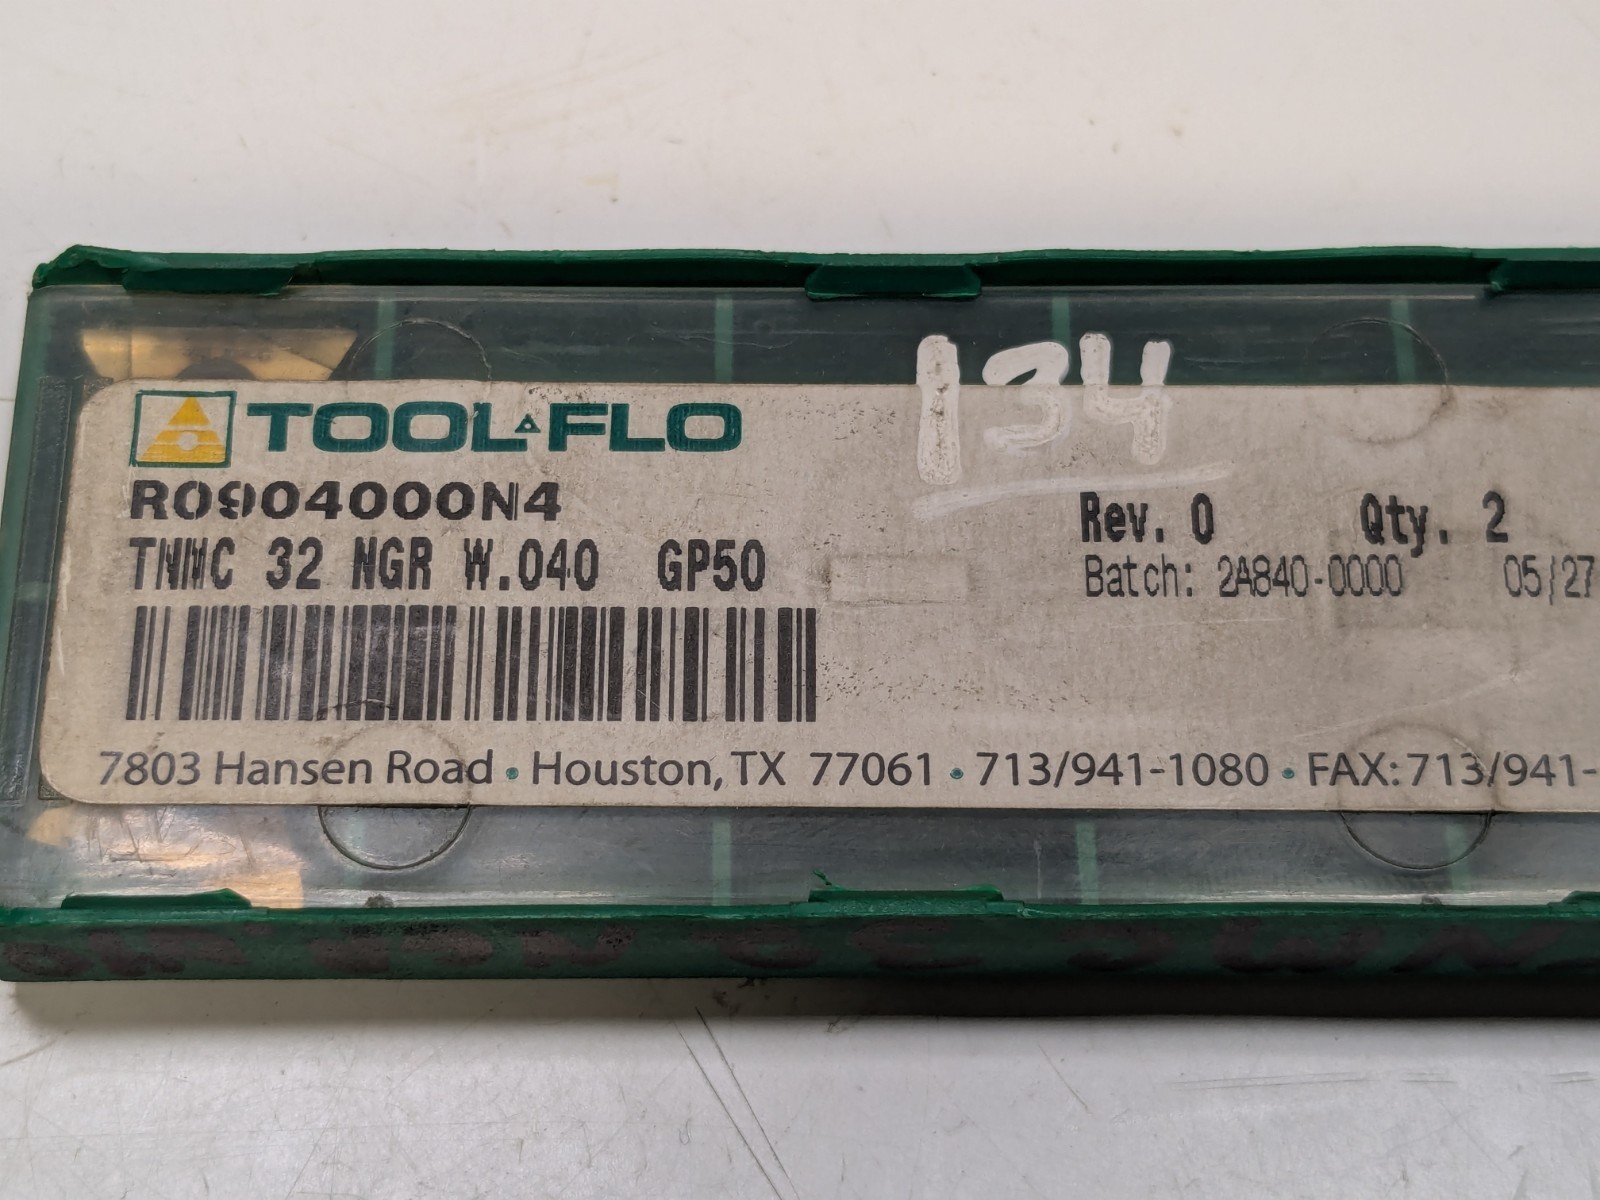 134
TOOL-FLO
R0904000N4
TNMC 32 NGR W.040 GP50
Rev. 0 Qty. 2
Batch: 2A840-0000 05/27
7803 Hansen Road • Houston, TX 77061 • 713/941-1080 • FAX: 713/941-